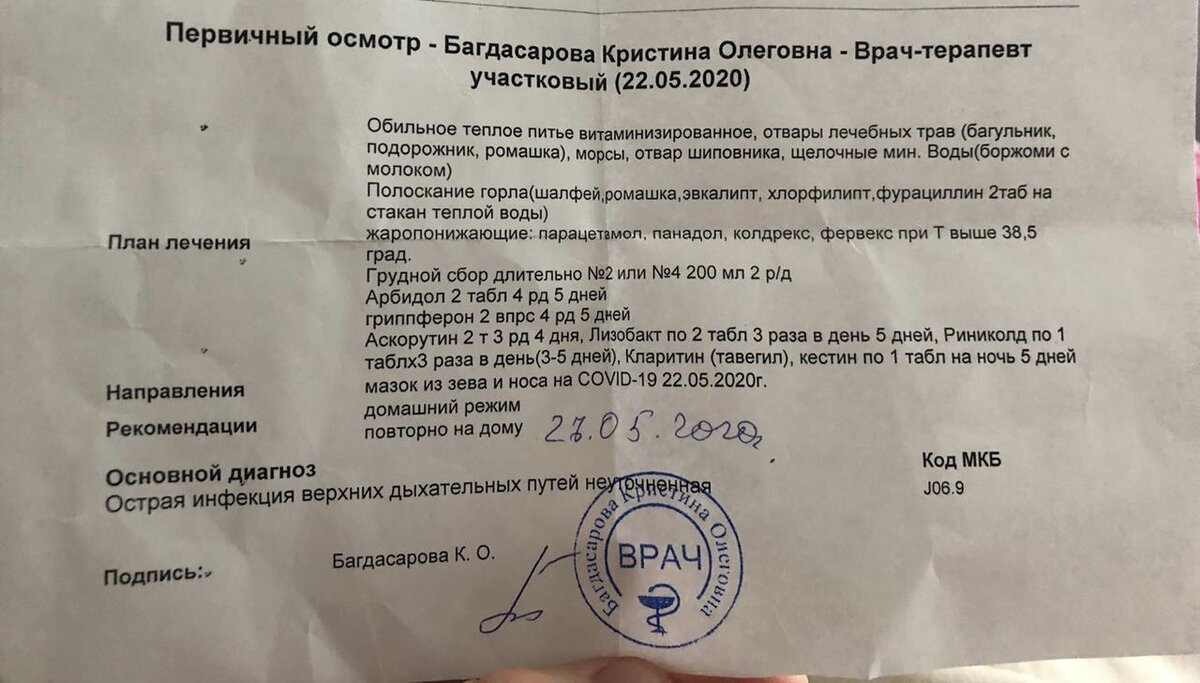 Первичный осмотр - Багдасарова Кристина Олеговна - Врач-терапевт
участковый (22.05.2020)
Обильное теплое питье витаминизированное, отвары лечебных трав (багульник,
подорожник, ромашка), морсы, отвар шиповника, щелочные мин. Воды(боржоми с
молоком)
Полоскание горла(шалфей,ромашка,эвкалипт, хлорфилипт,фурациллин 2таб на
стакан теплой воды)
План лечения
жаропонижающие: парацетамол, панадол, колдрекс, фервекс при Т выше 38,5
град.
Грудной сбор длительно №2 или №4 200 мл 2 р/д
Арбидол 2 табл 4 рд 5 дней
гриппферон 2 впрс 4 рд 5 дней
Аскорутин 2 т 3 рд 4 дня, Лизобакт по 2 табл 3 раза в день 5 дней, Риниколд по 1
таблх3 раза в день(3-5 дней), Кларитин (тавегил), кестин по 1 табл на ночь 5 дней
Направления мазок из зева и носа на COVID-19 22.05.2020г.
Рекомендации домашний режим
повторно на дому 27.05.2020
Основной диагноз Код МКБ
Острая инфекция верхних дыхательных путей неуточненная J06.9
Подпись: Багдасарова К. О.
Багдасарова Кристина Олеговна
ВРАЧ